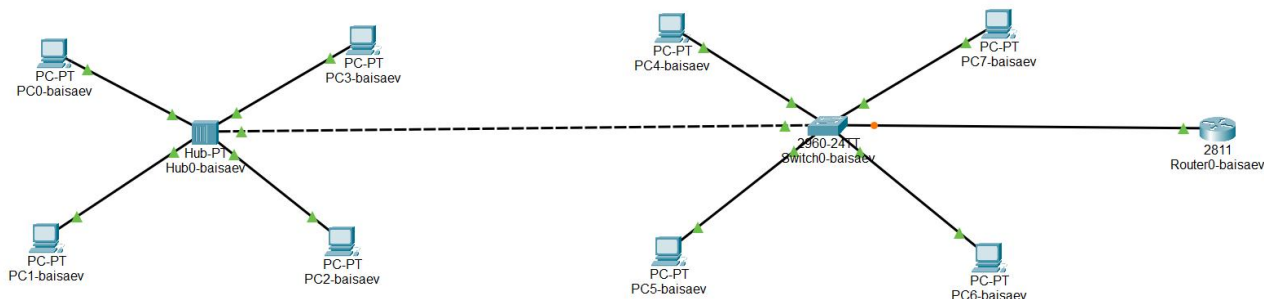 PC-PT
PC0-baisaev
PC-PT
PC3-baisaev
Hub-PT
Hub0-baisaev
PC-PT
PC1-baisaev
PC-PT
PC2-baisaev
PC-PT
PC4-baisaev
PC-PT
PC7-baisaev
2960-24TT
Switch0-baisaev
2811
Router0-baisaev
PC-PT
PC5-baisaev
PC-PT
PC6-baisaev